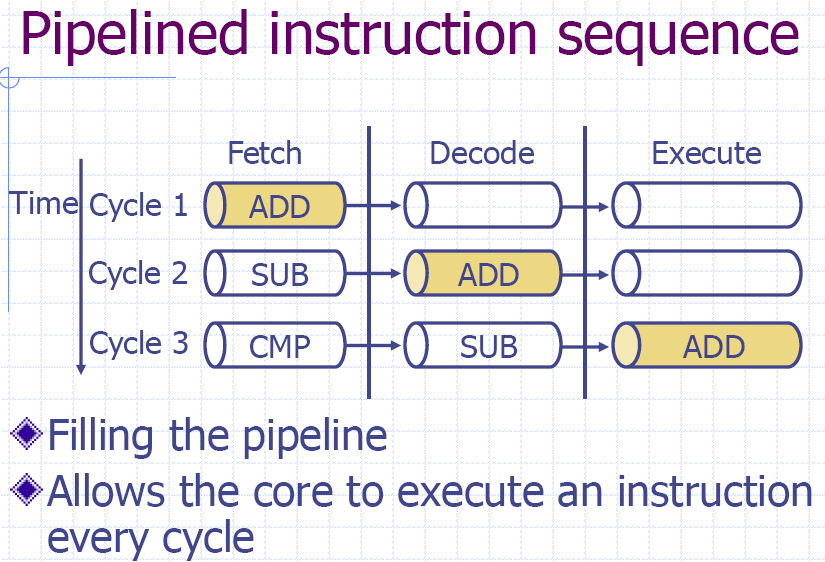 Pipelined instruction sequence
Fetch Decode Execute
Time Cycle 1 ADD
Cycle 2 SUB ADD
Cycle 3 CMP SUB ADD
Filling the pipeline
Allows the core to execute an instruction
every cycle